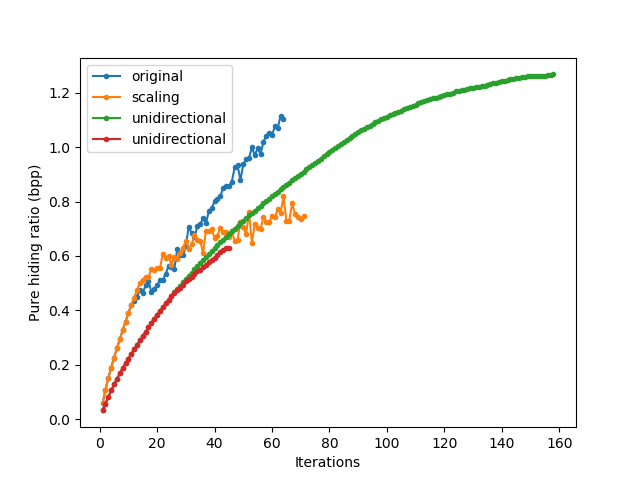 original
scaling
unidirectional
unidirectional
Pure hiding ratio (bpp)
1.2
1.0
0.8
0.6
0.4
0.2
0.0
0 20 40 60 80 100 120 140 160
Iterations